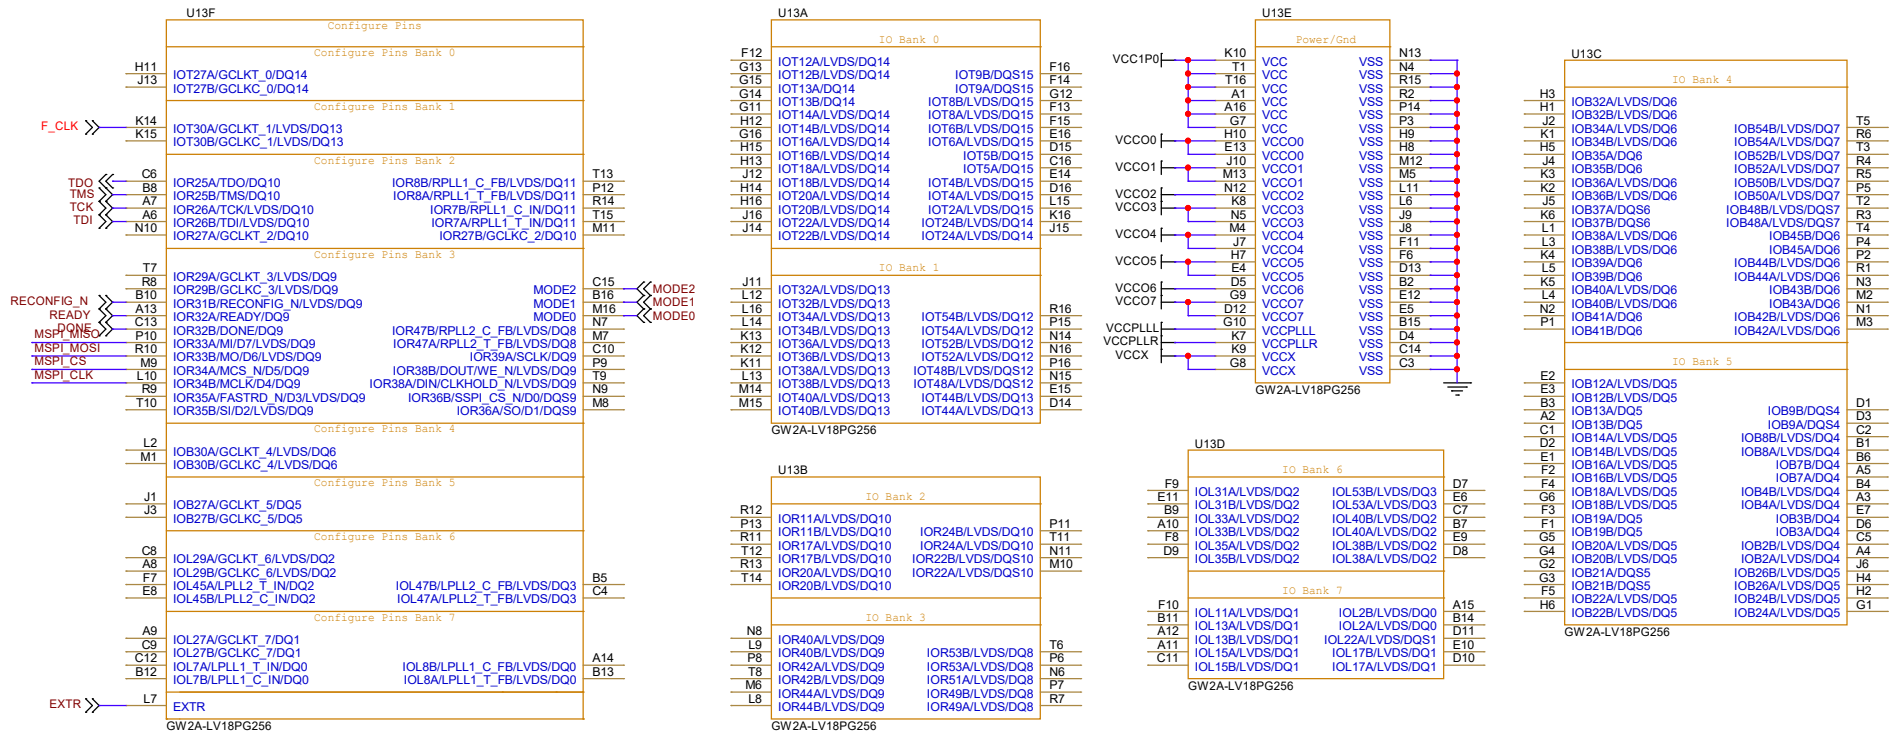 U13F
Configure Pins
Configure Pins Bank 0
H11 IOT27A/GCLKT_0/DQ14
J13 IOT27B/GCLKC_0/DQ14
Configure Pins Bank 1
F_CLK K14 IOT30A/GCLKT_1/LVDS/DQ13
K15 IOT30B/GCLKC_1/LVDS/DQ13
Configure Pins Bank 2
TDO C6 IOR25A/TDO/DQ10 IOR8B/RPLL1_C_FB/LVDS/DQ11 T13
TMS B8 IOR25B/TMS/DQ10 IOR8A/RPLL1_T_FB/LVDS/DQ11 P12
TCK A7 IOR26A/TCK/LVDS/DQ10 IOR7B/RPLL1_C_IN/DQ11 R14
TDI A6 IOR26B/TDI/LVDS/DQ10 IOR7A/RPLL1_T_IN/DQ11 T15
N10 IOR27A/GCLKT_2/DQ10 IOR27B/GCLKC_2/DQ10 M11
Configure Pins Bank 3
T7 IOR29A/GCLKT_3/LVDS/DQ9
R8 IOR29B/GCLKC_3/LVDS/DQ9 MODE2 C15 MODE2
RECONFIG_N B10 IOR31B/RECONFIG_N/LVDS/DQ9 MODE1 B16 MODE1
READY A13 IOR32A/READY/DQ9 MODE0 M16 MODE0
DONE C13 IOR32B/DONE/DQ9 IOR47B/RPLL2_C_FB/LVDS/DQ8 N7
MSPI_MISO P10 IOR33A/MI/D7/LVDS/DQ9 IOR47A/RPLL2_T_FB/LVDS/DQ8 M7
MSPI_MOSI R10 IOR33B/MO/D6/LVDS/DQ9 IOR39A/SCLK/DQ9 C10
MSPI_CS M9 IOR34A/MCS_N/D5/DQ9 IOR38B/DOUT/WE_N/LVDS/DQ9 P9
MSPI_CLK L10 IOR34B/MCLK/D4/DQ9 IOR38A/DIN/CLKHOLD_N/LVDS/DQ9 T9
R9 IOR35A/FASTRD_N/D3/LVDS/DQ9 IOR36B/SSPI_CS_N/D0/DQS9 N9
T10 IOR35B/SI/D2/LVDS/DQ9 IOR36A/SO/D1/DQS9 M8
Configure Pins Bank 4
L2 IOB30A/GCLKT_4/LVDS/DQ6
M1 IOB30B/GCLKC_4/LVDS/DQ6
Configure Pins Bank 5
J1 IOB27A/GCLKT_5/DQ5
J3 IOB27B/GCLKC_5/DQ5
Configure Pins Bank 6
C8 IOL29A/GCLKT_6/LVDS/DQ2
A8 IOL29B/GCLKC_6/LVDS/DQ2
F7 IOL45A/LPLL2_T_IN/DQ2 IOL47B/LPLL2_C_FB/LVDS/DQ3 B5
E8 IOL45B/LPLL2_C_IN/DQ2 IOL47A/LPLL2_T_FB/LVDS/DQ3 C4
Configure Pins Bank 7
A9 IOL27A/GCLKT_7/DQ1
C9 IOL27B/GCLKC_7/DQ1
C12 IOL7A/LPLL1_T_IN/DQ0 IOL8B/LPLL1_C_FB/LVDS/DQ0 A14
B12 IOL7B/LPLL1_C_IN/DQ0 IOL8A/LPLL1_T_FB/LVDS/DQ0 B13
EXTR L7 EXTR
GW2A-LV18PG256
U13A
IO Bank 0
F12 IOT12A/LVDS/DQ14
G13 IOT12B/LVDS/DQ14 IOT9B/DQS15 F16
G15 IOT13A/DQ14 IOT9A/DQS15 F14
G14 IOT13B/DQ14 IOT8B/LVDS/DQ15 G12
G11 IOT14A/LVDS/DQ14 IOT8A/LVDS/DQ15 F13
H12 IOT14B/LVDS/DQ14 IOT6B/LVDS/DQ15 F15
G16 IOT16A/LVDS/DQ14 IOT6A/LVDS/DQ15 E16
H15 IOT16B/LVDS/DQ14 IOT5B/DQ15 D15
H13 IOT18A/LVDS/DQ14 IOT5A/DQ15 C16
J12 IOT18B/LVDS/DQ14 IOT4B/LVDS/DQ15 E14
H14 IOT20A/LVDS/DQ14 IOT4A/LVDS/DQ15 D16
H16 IOT20B/LVDS/DQ14 IOT2A/LVDS/DQ15 L15
J16 IOT22A/LVDS/DQ14 IOT24B/LVDS/DQ14 K16
J14 IOT22B/LVDS/DQ14 IOT24A/LVDS/DQ14 J15
IO Bank 1
J11 IOT32A/LVDS/DQ13
L12 IOT32B/LVDS/DQ13
L16 IOT34A/LVDS/DQ13 IOT54B/LVDS/DQ12 R16
L14 IOT34B/LVDS/DQ13 IOT54A/LVDS/DQ12 P15
K13 IOT36A/LVDS/DQ13 IOT52B/LVDS/DQ12 N14
K12 IOT36B/LVDS/DQ13 IOT52A/LVDS/DQ12 N16
K11 IOT38A/LVDS/DQ13 IOT48B/LVDS/DQS12 P16
L13 IOT38B/LVDS/DQ13 IOT48A/LVDS/DQS12 N15
M14 IOT40A/LVDS/DQ13 IOT44B/LVDS/DQ13 E15
M15 IOT40B/LVDS/DQ13 IOT44A/LVDS/DQ13 D14
GW2A-LV18PG256
U13B
IO Bank 2
R12 IOR11A/LVDS/DQ10
P13 IOR11B/LVDS/DQ10 IOR24B/LVDS/DQ10 P11
R11 IOR17A/LVDS/DQ10 IOR24A/LVDS/DQ10 T11
T12 IOR17B/LVDS/DQ10 IOR22B/LVDS/DQS10 N11
R13 IOR20A/LVDS/DQ10 IOR22A/LVDS/DQS10 M10
T14 IOR20B/LVDS/DQ10
IO Bank 3
N8 IOR40A/LVDS/DQ9
L9 IOR40B/LVDS/DQ9 IOR53B/LVDS/DQ8 T6
P8 IOR42A/LVDS/DQ9 IOR53A/LVDS/DQ8 P6
T8 IOR42B/LVDS/DQ9 IOR51A/LVDS/DQ8 N6
M6 IOR44A/LVDS/DQ9 IOR49B/LVDS/DQ8 P7
L8 IOR44B/LVDS/DQ9 IOR49A/LVDS/DQ8 R7
GW2A-LV18PG256
U13E
Power/Gnd
VCC1P0 K10 VCC VSS N13
T1 VCC VSS N4
T16 VCC VSS R15
A1 VCC VSS R2
A16 VCC VSS P14
G7 VCC VSS P3
VCCO0 H10 VCCO0 VSS H9
E13 VCCO0 VSS H8
VCCO1 J10 VCCO1 VSS M12
M13 VCCO1 VSS M5
VCCO2 N12 VCCO2 VSS L11
VCCO3 K8 VCCO3 VSS L6
N5 VCCO3 VSS J9
VCCO4 M4 VCCO4 VSS J8
J7 VCCO4 VSS F11
VCCO5 H7 VCCO5 VSS F6
E4 VCCO5 VSS D13
VCCO6 D5 VCCO6 VSS B2
VCCO7 G9 VCCO7 VSS E12
D12 VCCO7 VSS E5
VCCPLLL G10 VCCPLLL VSS B15
VCCPLLR K7 VCCPLLR VSS D4
VCCX K9 VCCX VSS C14
G8 VCCX VSS C3
GW2A-LV18PG256
U13D
IO Bank 6
F9 IOL31A/LVDS/DQ2 IOL53B/LVDS/DQ3 D7
E11 IOL31B/LVDS/DQ2 IOL53A/LVDS/DQ3 E6
B9 IOL33A/LVDS/DQ2 IOL40B/LVDS/DQ2 C7
A10 IOL33B/LVDS/DQ2 IOL40A/LVDS/DQ2 B7
F8 IOL35A/LVDS/DQ2 IOL38B/LVDS/DQ2 E9
D9 IOL35B/LVDS/DQ2 IOL38A/LVDS/DQ2 D8
IO Bank 7
F10 IOL11A/LVDS/DQ1 IOL2B/LVDS/DQ0 A15
B11 IOL13A/LVDS/DQ1 IOL2A/LVDS/DQ0 B14
A12 IOL13B/LVDS/DQ1 IOL22A/LVDS/DQS1 D11
A11 IOL15A/LVDS/DQ1 IOL17B/LVDS/DQ1 E10
C11 IOL15B/LVDS/DQ1 IOL17A/LVDS/DQ1 D10
GW2A-LV18PG256
U13C
IO Bank 4
H3 IOB32A/LVDS/DQ6
H1 IOB32B/LVDS/DQ6
J2 IOB34A/LVDS/DQ6 IOB54B/LVDS/DQ7 T5
K1 IOB34B/LVDS/DQ6 IOB54A/LVDS/DQ7 R6
H5 IOB35A/DQ6 IOB52B/LVDS/DQ7 T3
J4 IOB35B/DQ6 IOB52A/LVDS/DQ7 R4
K3 IOB36A/LVDS/DQ6 IOB50B/LVDS/DQ7 R5
K2 IOB36B/LVDS/DQ6 IOB50A/LVDS/DQ7 P5
J5 IOB37A/DQS6 IOB48B/LVDS/DQS7 T2
K6 IOB37B/DQS6 IOB48A/LVDS/DQS7 R3
L1 IOB38A/LVDS/DQ6 IOB45B/DQ6 T4
L3 IOB38B/LVDS/DQ6 IOB45A/DQ6 P4
K4 IOB39A/DQ6 IOB44B/LVDS/DQ6 P2
L5 IOB39B/DQ6 IOB44A/LVDS/DQ6 R1
K5 IOB40A/LVDS/DQ6 IOB43B/DQ6 N3
L4 IOB40B/LVDS/DQ6 IOB43A/DQ6 M2
N2 IOB41A/DQ6 IOB42B/LVDS/DQ6 N1
P1 IOB41B/DQ6 IOB42A/LVDS/DQ6 M3
IO Bank 5
E2 IOB12A/LVDS/DQ5
E3 IOB12B/LVDS/DQ5
B3 IOB13A/DQ5 IOB9B/DQS4 D1
A2 IOB13B/DQ5 IOB9A/DQS4 D3
C1 IOB14A/LVDS/DQ5 IOB8B/LVDS/DQ4 C2
D2 IOB14B/LVDS/DQ5 IOB8A/LVDS/DQ4 B1
E1 IOB16A/LVDS/DQ5 IOB7B/DQ4 B6
F2 IOB16B/LVDS/DQ5 IOB7A/DQ4 A5
F4 IOB18A/LVDS/DQ5 IOB4B/LVDS/DQ4 B4
G6 IOB18B/LVDS/DQ5 IOB4A/LVDS/DQ4 A3
F3 IOB19A/DQ5 IOB3B/DQ4 E7
F1 IOB19B/DQ5 IOB3A/DQ4 D6
G5 IOB20A/LVDS/DQ5 IOB2B/LVDS/DQ4 C5
G4 IOB20B/LVDS/DQ5 IOB2A/LVDS/DQ4 A4
G2 IOB21A/DQS5 IOB26B/LVDS/DQ5 J6
G3 IOB21B/DQS5 IOB26A/LVDS/DQ5 H4
F5 IOB22A/LVDS/DQ5 IOB24B/LVDS/DQ5 H2
H6 IOB22B/LVDS/DQ5 IOB24A/LVDS/DQ5 G1
GW2A-LV18PG256